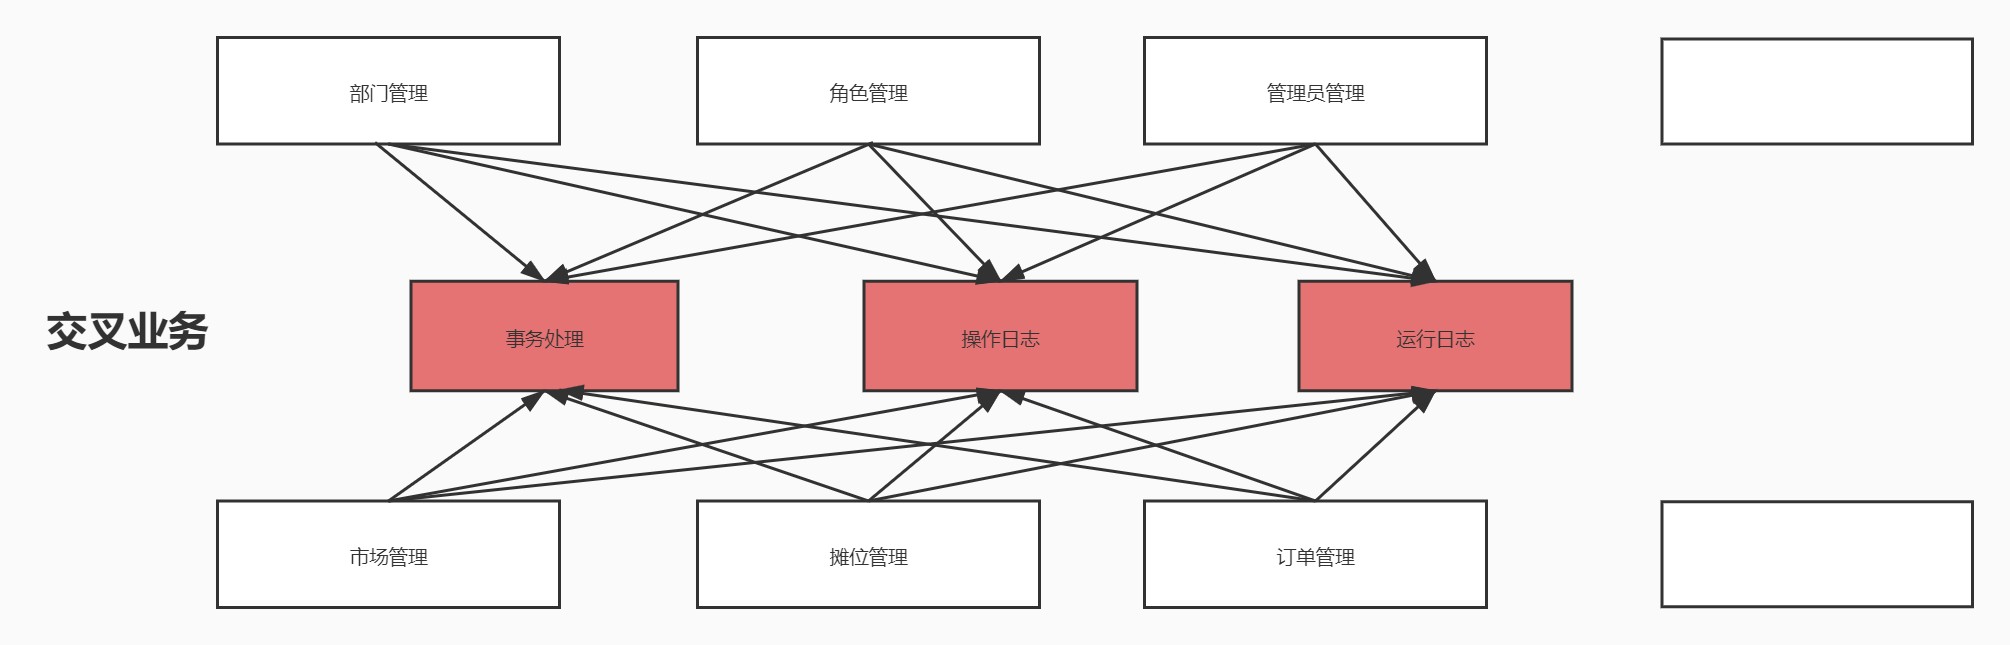 部门管理
角色管理
管理员管理
交叉业务
事务处理
操作日志
运行日志
市场管理
摊位管理
订单管理